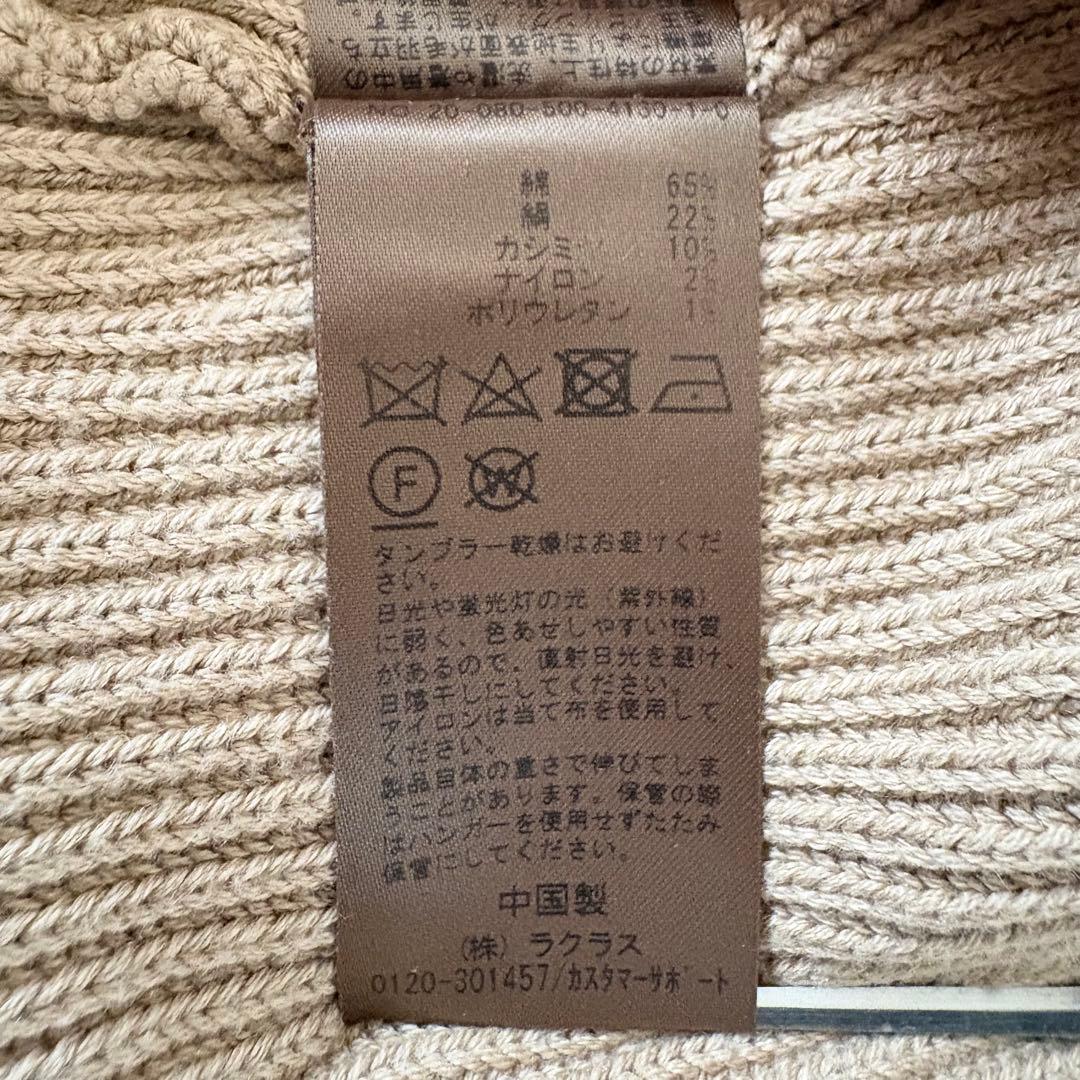 綿 65%
絹 22%
カシミヤ 10%
ナイロン 2%
ポリウレタン 1%
F
W
タンブラー乾燥はお避けくだ
さい。
日光や蛍光灯の光（紫外線）
に弱く、色あせしやすい性質
があるので、直射日光を避け、
日陰干しにしてください。
アイロンは当て布を使用して
ください。
製品自体の重さで伸びてしま
うことがあります。保管の際
はハンガーを使用せずたたみ
保管にしてください。
中国製
（株）ラクラス
0120-301457/カスタマーサポート